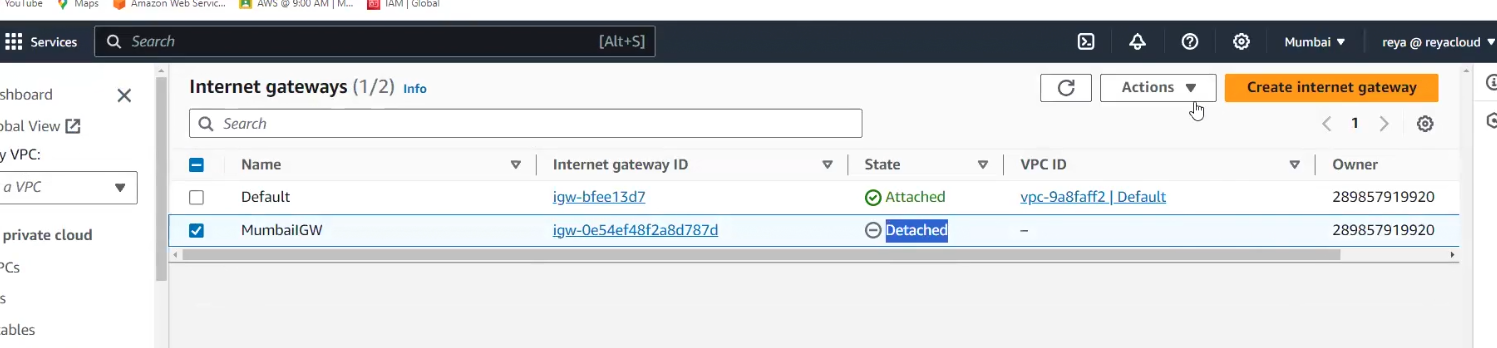 YouTube Maps Amazon Web Servic... AWS @ 9:00 AM | M... IAM | Global
Services Search [Alt+S] Mumbai reya @ reyacloud
shboard
obal View
y VPC:
a VPC
private cloud
PCs
s
ables
Internet gateways (1/2) Info
Actions Create internet gateway
Search
1
Name Internet gateway ID State VPC ID Owner
Default igw-bfee13d7 Attached vpc-9a8faff2 | Default 289857919920
MumbaiIGW igw-0e54ef48f2a8d787d Detached – 289857919920